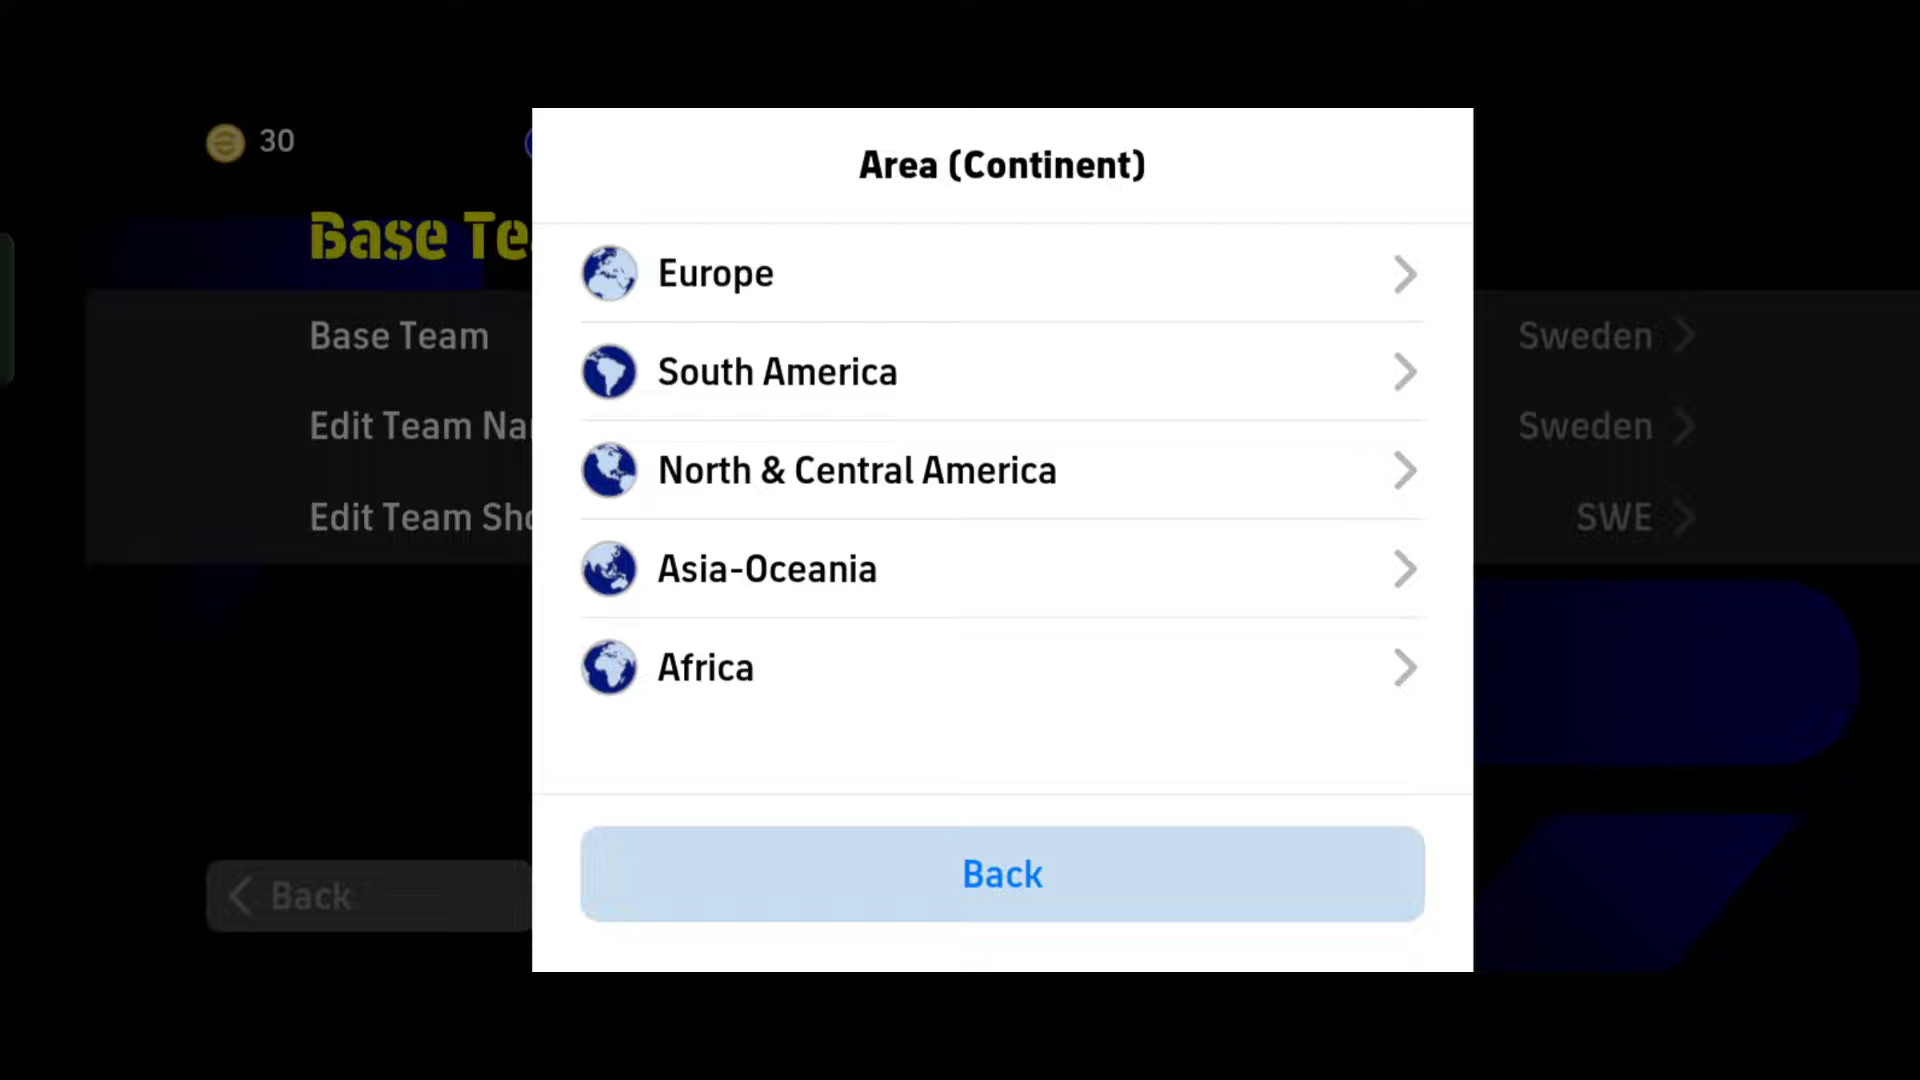 30
Area (Continent)
Base Te
Europe
Base Team
Sweden
South America
Edit Team Na
Sweden
North & Central America
Edit Team Sho
SWE
Asia-Oceania
Africa
Back
Back